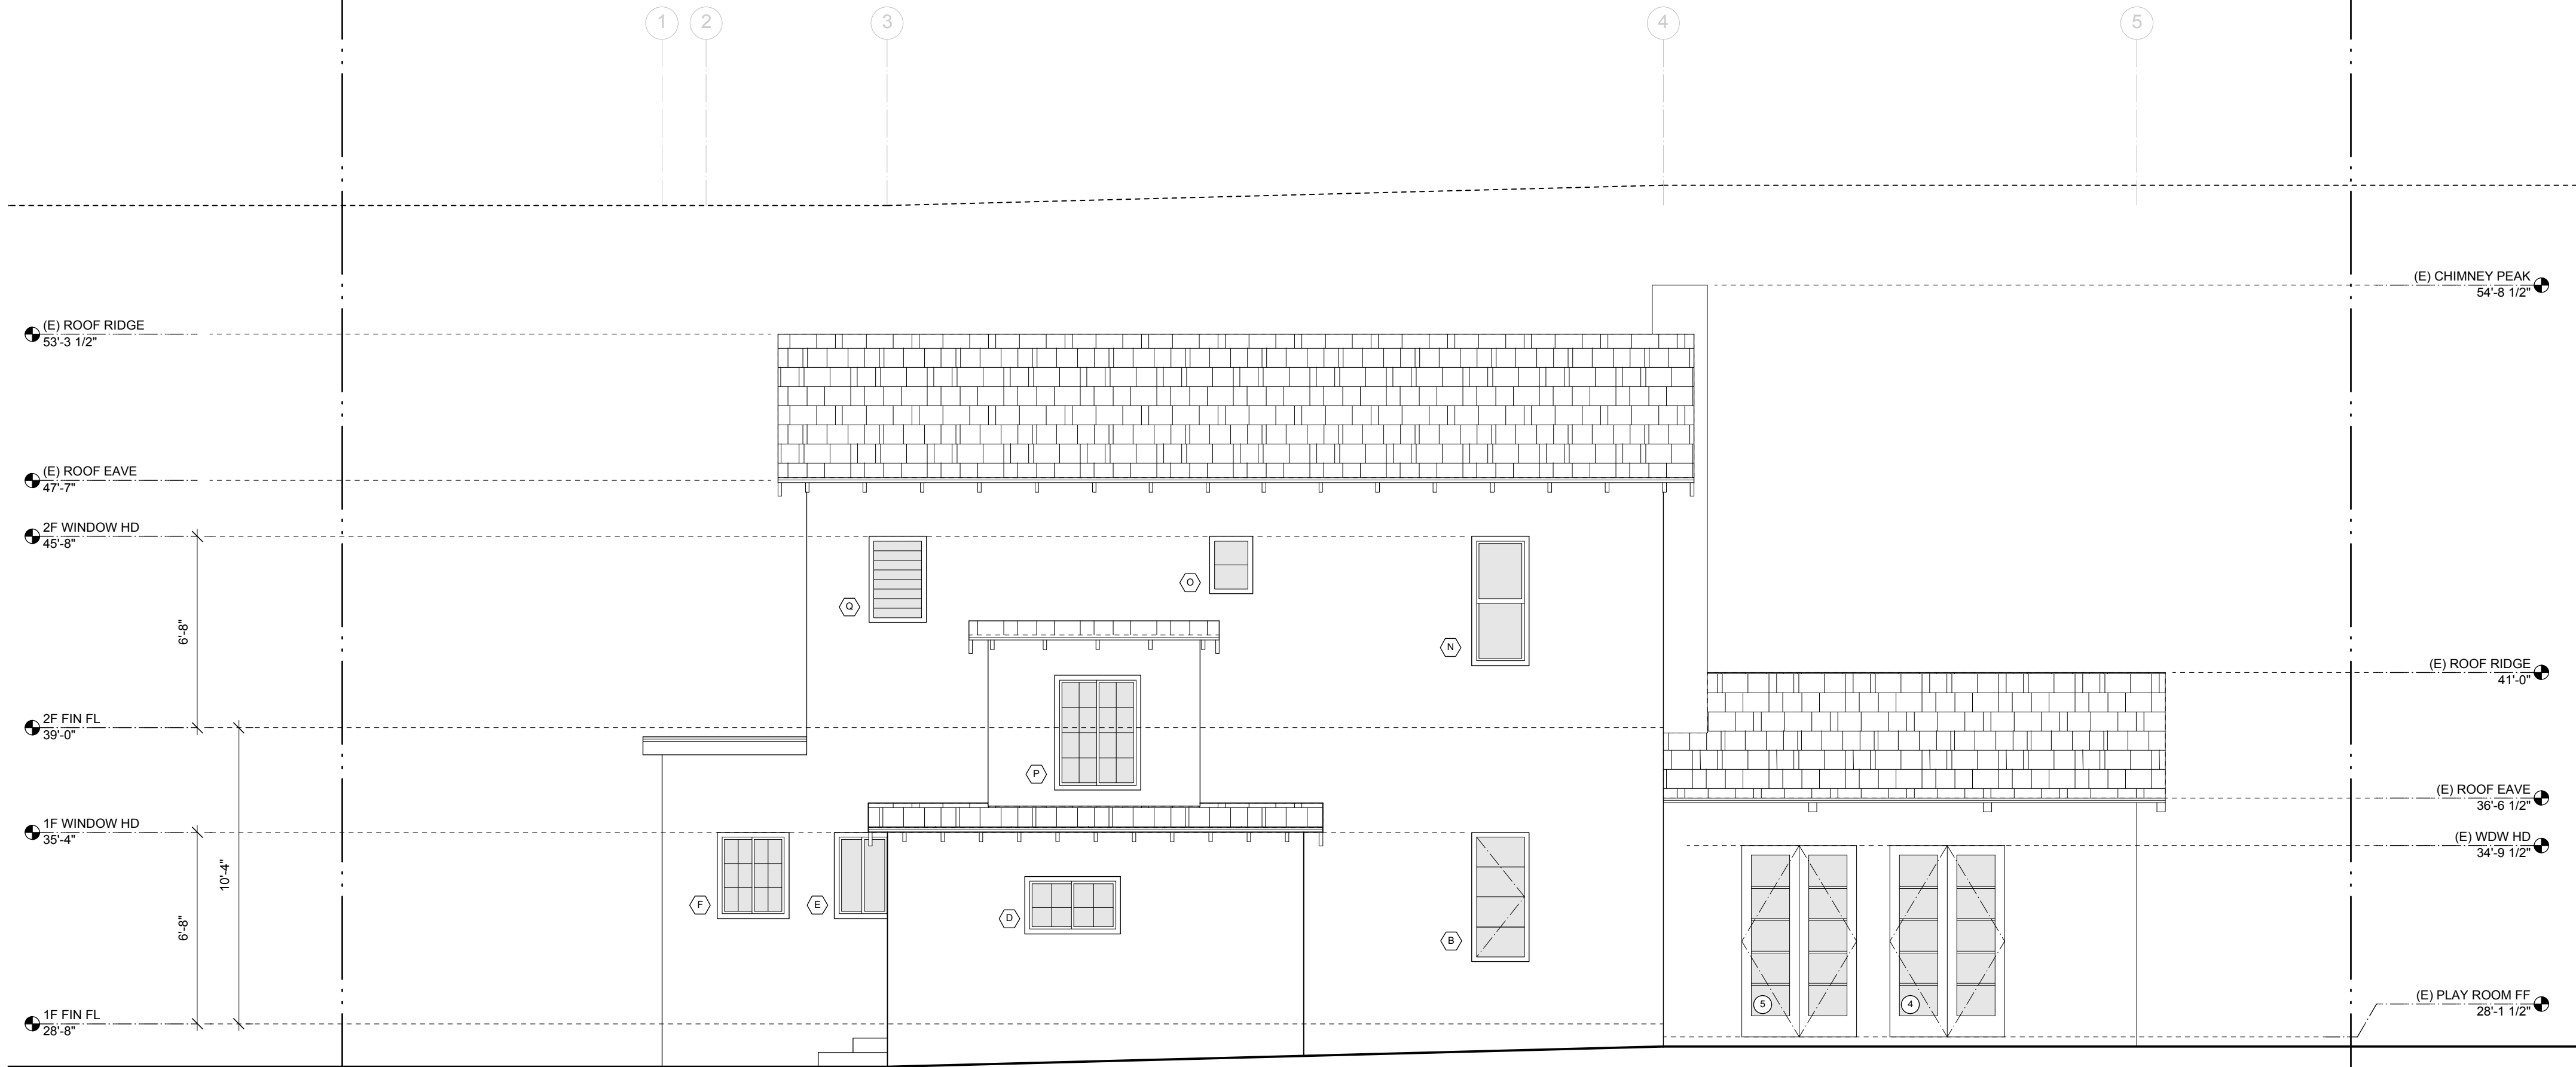 1
2
3
4
5
(E) CHIMNEY PEAK
54'-8 1/2"
(E) ROOF RIDGE
53'-3 1/2"
(E) ROOF EAVE
47'-7"
2F WINDOW HD
45'-8"
Q
O
N
6'-8"
(E) ROOF RIDGE
41'-0"
2F FIN FL
39'-0"
P
(E) ROOF EAVE
36'-6 1/2"
1F WINDOW HD
35'-4"
(E) WDW HD
34'-9 1/2"
10'-4"
6'-8"
F
E
D
B
5
4
(E) PLAY ROOM FF
28'-1 1/2"
1F FIN FL
28'-8"